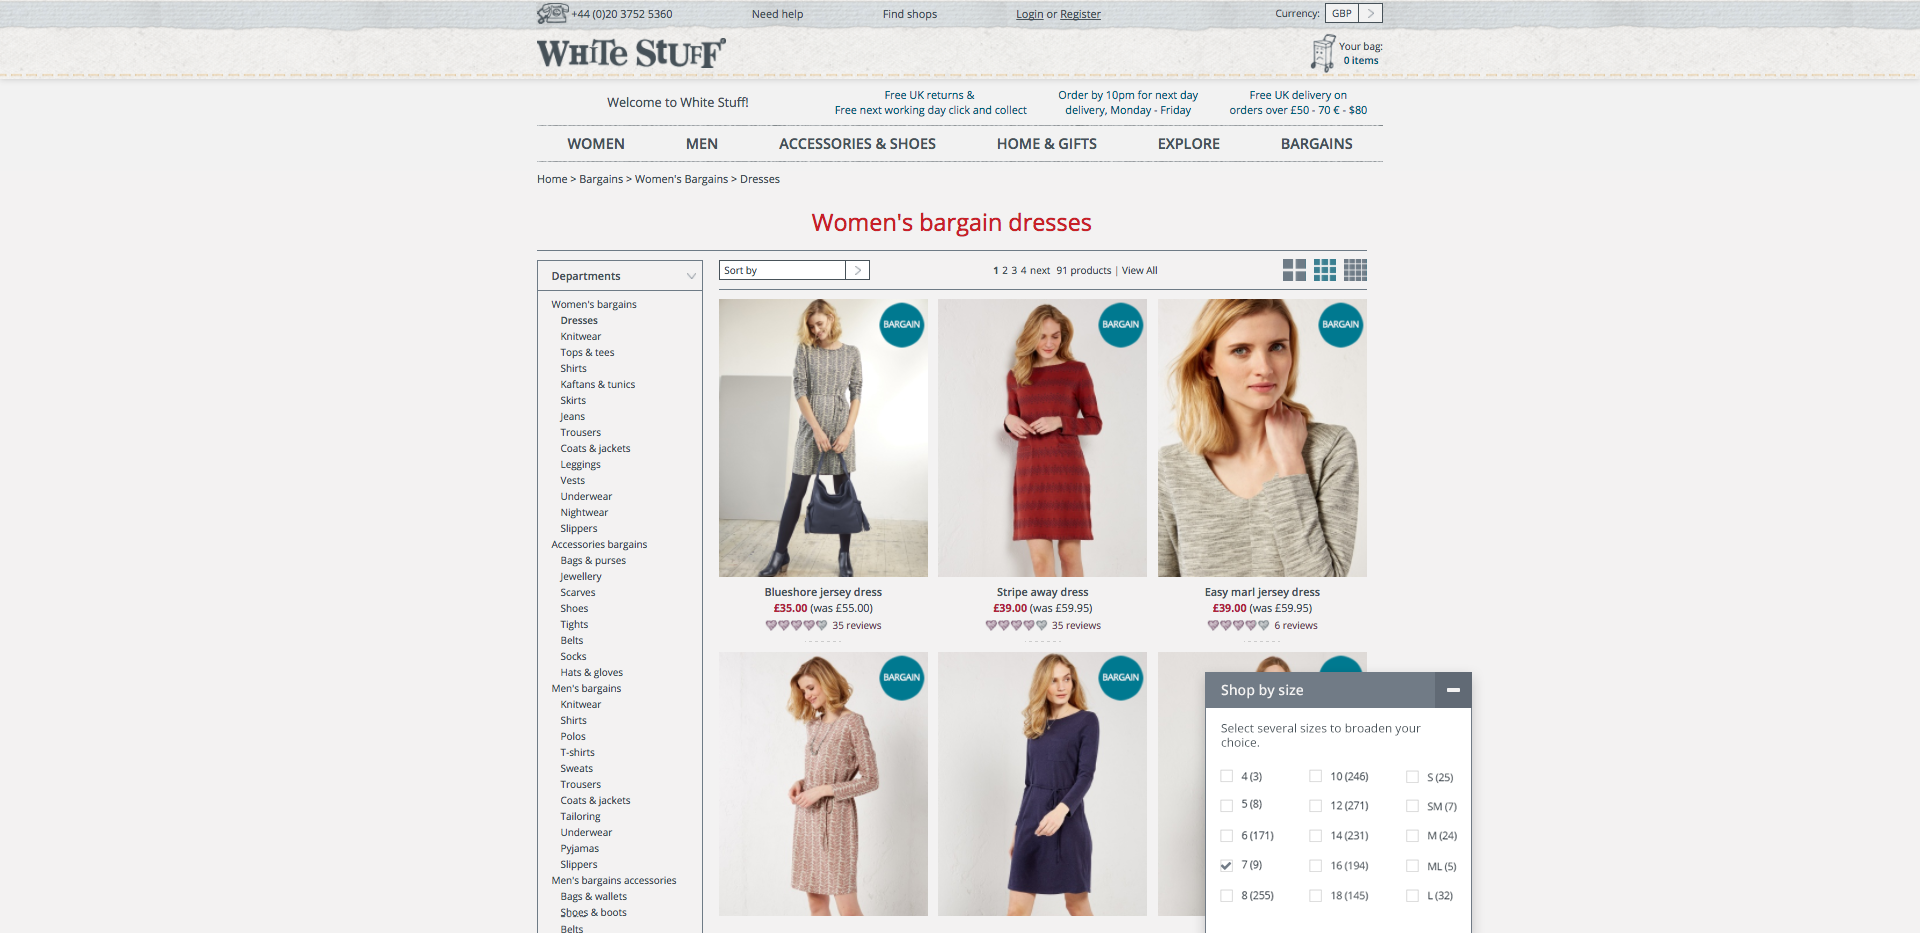 +44 (0)20 3752 5360
Need help
Find shops
Login or Register
Currency: GBP
WHiTe STuFF
Your bag:
0 items
Welcome to White Stuff!
Free UK returns &
Free next working day click and collect
Order by 10pm for next day
delivery, Monday - Friday
Free UK delivery on
orders over £50 - 70 € - $80
WOMEN
MEN
ACCESSORIES & SHOES
HOME & GIFTS
EXPLORE
BARGAINS
Home > Bargains > Women's Bargains > Dresses
Women's bargain dresses
Departments
Women's bargains
Dresses
Knitwear
Tops & tees
Shirts
Kaftans & tunics
Skirts
Jeans
Trousers
Coats & jackets
Leggings
Vests
Underwear
Nightwear
Slippers
Accessories bargains
Bags & purses
Jewellery
Scarves
Shoes
Tights
Belts
Socks
Hats & gloves
Men's bargains
Knitwear
Shirts
Polos
T-shirts
Sweats
Trousers
Coats & jackets
Tailoring
Underwear
Pyjamas
Slippers
Men's bargains accessories
Bags & wallets
Shoes & boots
Belts
Sort by
1 2 3 4 next 91 products | View All
BARGAIN
BARGAIN
BARGAIN
Blueshore jersey dress
£35.00 (was £55.00)
35 reviews
Stripe away dress
£39.00 (was £59.95)
35 reviews
Easy marl jersey dress
£39.00 (was £59.95)
6 reviews
BARGAIN
BARGAIN
Shop by size
Select several sizes to broaden your
choice.
4 (3)
10 (246)
S (25)
5 (8)
12 (271)
SM (7)
6 (171)
14 (231)
M (24)
7 (9)
16 (194)
ML (5)
8 (255)
18 (145)
L (32)